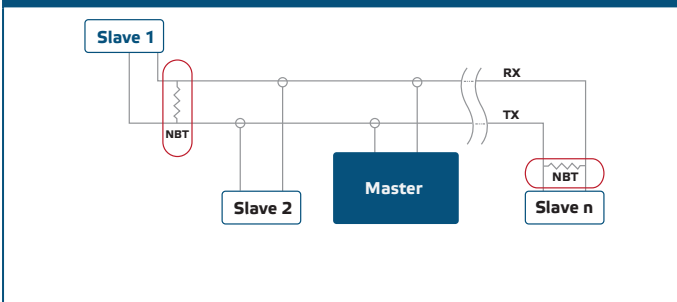 Slave 1
RX
TX
NBT
NBT
Master
Slave 2
Slave n